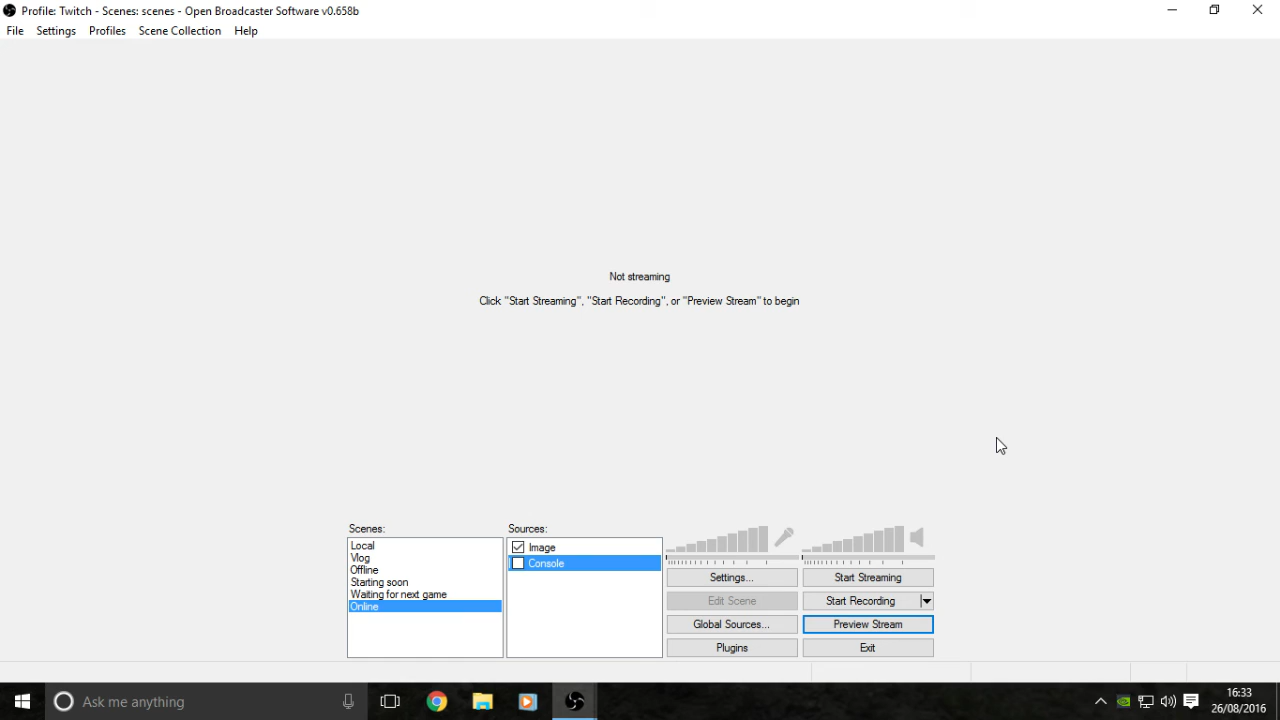 Profile: Twitch - Scenes: scenes - Open Broadcaster Software v0.658b
File Settings Profiles Scene Collection Help
Not streaming
Click "Start Streaming", "Start Recording", or "Preview Stream" to begin
Scenes:
Local
Vlog
Offline
Starting soon
Waiting for next game
Online
Sources:
Image
Console
Settings...
Start Streaming
Edit Scene
Start Recording
Global Sources...
Preview Stream
Plugins
Exit
Ask me anything
16:33
26/08/2016